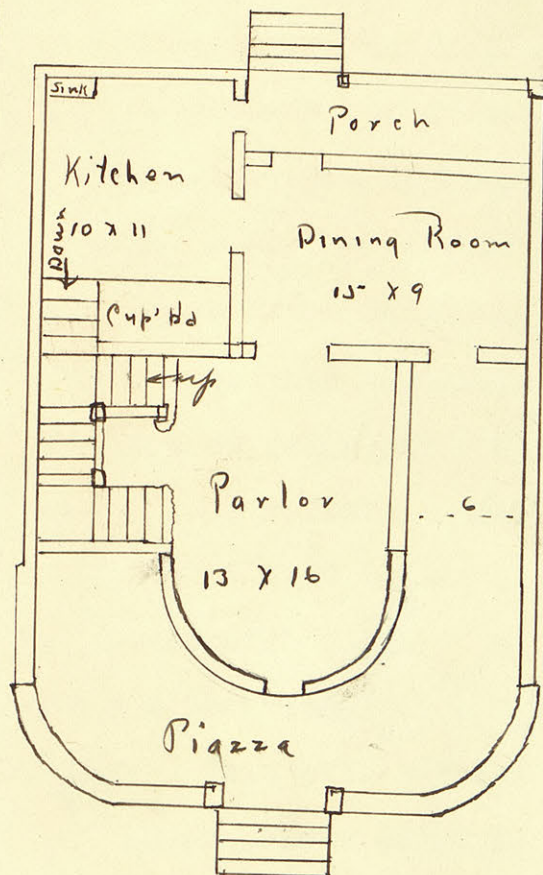 Sink
Porch
Kitchen
10 x 11
Down
Dining Room
15 x 9
Cup'bd
up
Parlor
13 x 16
6
Piazza